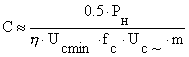 C ≈ 0.5 · Pн / (η · Ucmin · fc · Uc~ · m)